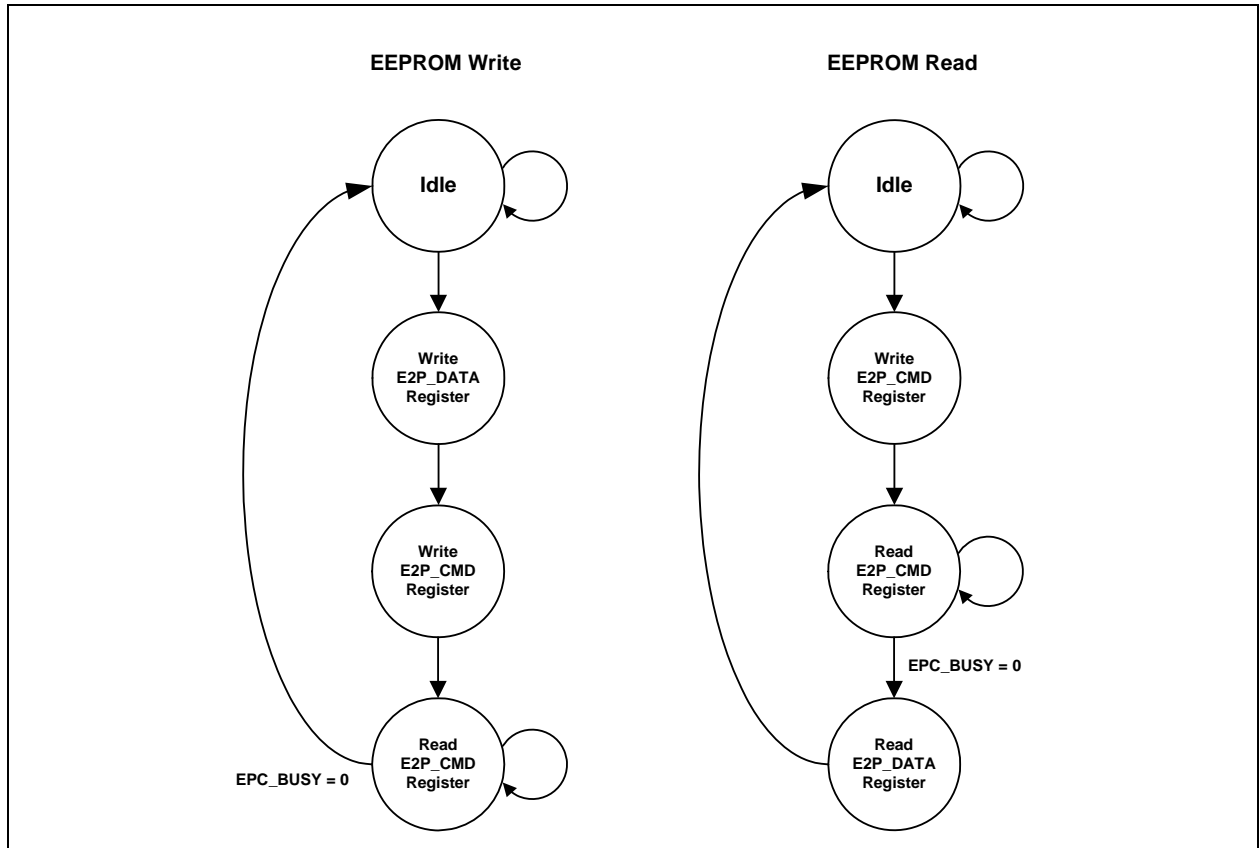 EEPROM Write
Idle
Write
E2P_DATA
Register
Write
E2P_CMD
Register
Read
E2P_CMD
Register
EPC_BUSY = 0
EEPROM Read
Idle
Write
E2P_CMD
Register
Read
E2P_CMD
Register
EPC_BUSY = 0
Read
E2P_DATA
Register